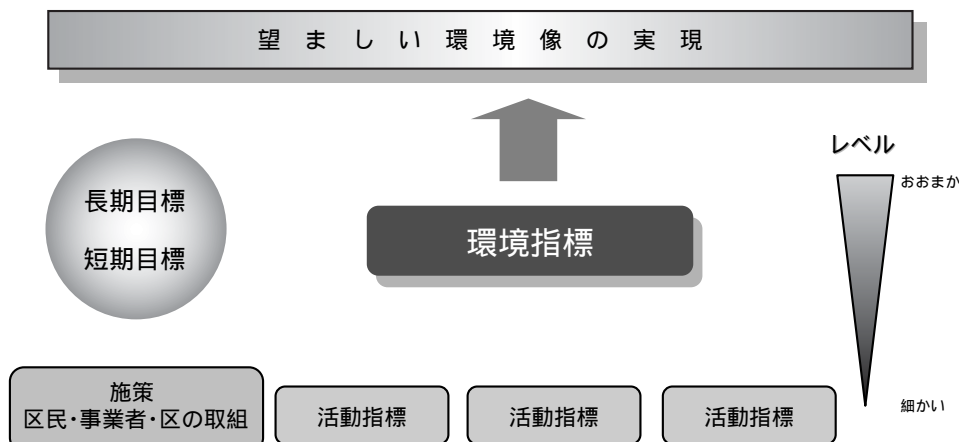 望ましい環境像の実現
レベル
おおまか
長期目標
短期目標
環境指標
施策
区民・事業者・区の取組
活動指標
活動指標
活動指標
細かい